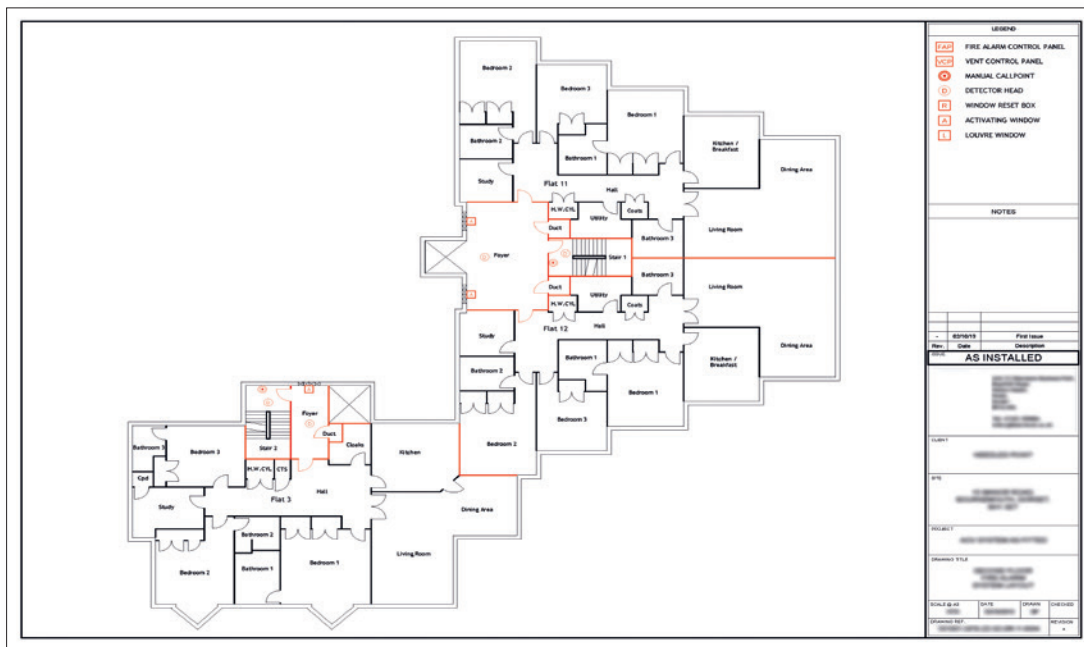 Bedroom 2
Bedroom 3
Bedroom 1
Bathroom 2
Bathroom 1
Kitchen /
Breakfast
Dining Area
Study
Flat 11
Hall
H.W.CYL
Utility
Coats
Duct
Bathroom 3
Living Room
Foyer
Stair 1
A
D
D
A
Duct
Bathroom 3
Living Room
H.W.CYL
Utility
Coats
Flat 12
Hall
Study
Bathroom 2
Bathroom 1
Kitchen /
Breakfast
Dining Area
Bedroom 1
Bedroom 3
Bedroom 2
A
D
D
Foyer
Duct
Stair 2
Cloaks
Kitchen
Bathroom 3
Bedroom 3
Cpd
H.W.CYL
CTS
Flat 3
Hall
Study
Dining Area
Bathroom 2
Bedroom 2
Bathroom 1
Bedroom 1
Living Room
LEGEND
FAP FIRE ALARM CONTROL PANEL
VCP VENT CONTROL PANEL
MANUAL CALLPOINT
D DETECTOR HEAD
R WINDOW RESET BOX
A ACTIVATING WINDOW
L LOUVRE WINDOW
NOTES
- First Issue
Rev. Date Description
ISSUE
AS INSTALLED
CLIENT
SITE
PROJECT
DRAWING TITLE
DATE DRAWN CHECKED
DRAWING REF. REVISION
-